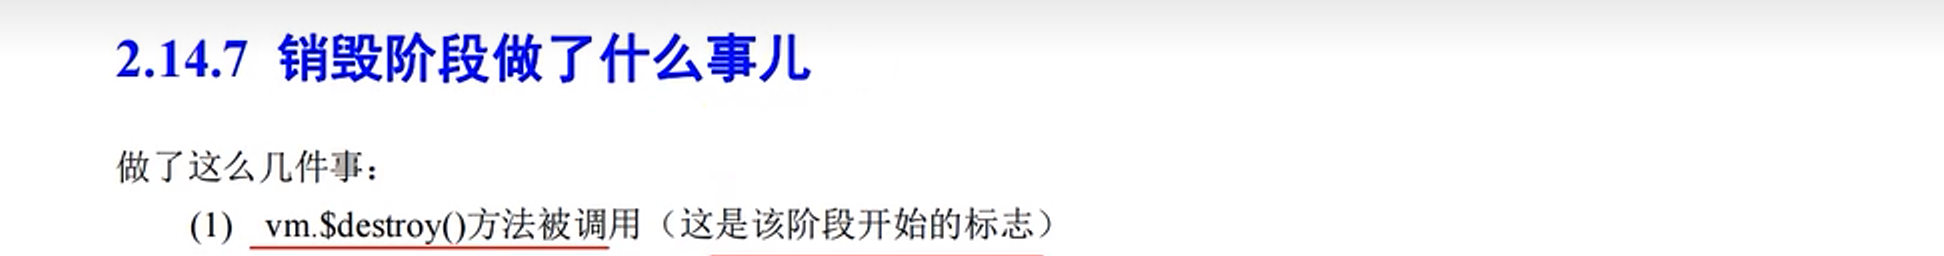 2.14.7 销毁阶段做了什么事儿
做了这么几件事：
(1) vm.$destroy()方法被调用（这是该阶段开始的标志）